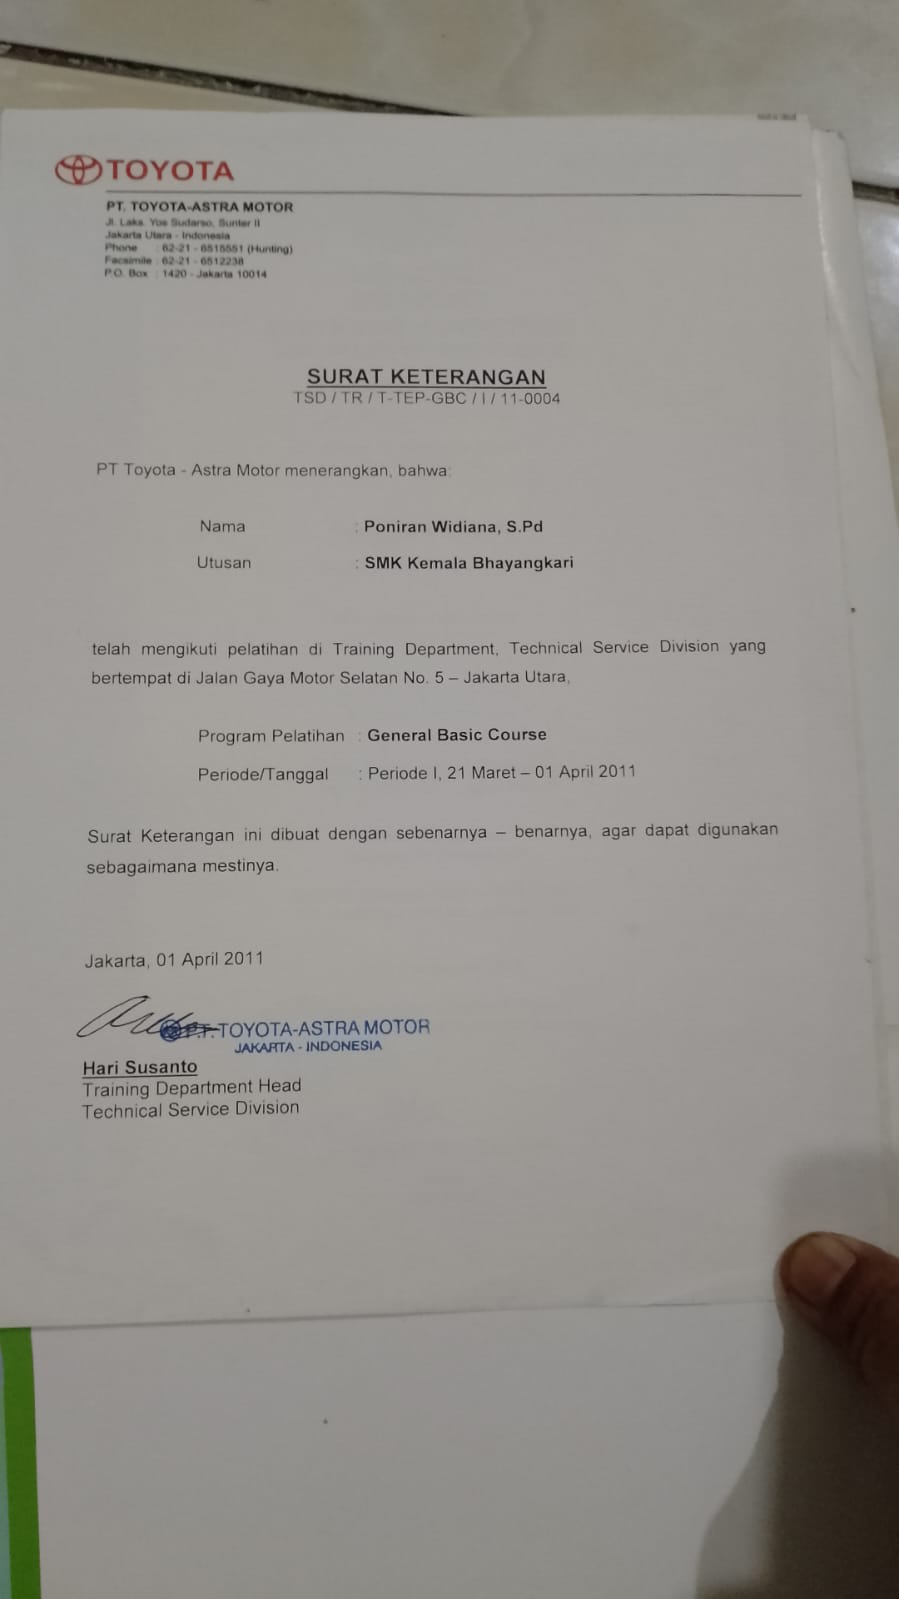 TOYOTA
PT. TOYOTA-ASTRA MOTOR
Jl. Laks. Yos Sudarso, Sunter II
Jakarta Utara - Indonesia
Phone : 62-21 - 6515551 (Hunting)
Facsimile : 62-21 - 6512238
P.O. Box : 1420 - Jakarta 10014
SURAT KETERANGAN
TSD / TR / T-TEP-GBC / I / 11-0004
PT Toyota - Astra Motor menerangkan, bahwa:
Nama : Poniran Widiana, S.Pd
Utusan : SMK Kemala Bhayangkari
telah mengikuti pelatihan di Training Department, Technical Service Division yang
bertempat di Jalan Gaya Motor Selatan No. 5 – Jakarta Utara,
Program Pelatihan : General Basic Course
Periode/Tanggal : Periode I, 21 Maret – 01 April 2011
Surat Keterangan ini dibuat dengan sebenarnya – benarnya, agar dapat digunakan
sebagaimana mestinya.
Jakarta, 01 April 2011
P.T. TOYOTA-ASTRA MOTOR
JAKARTA - INDONESIA
Hari Susanto
Training Department Head
Technical Service Division